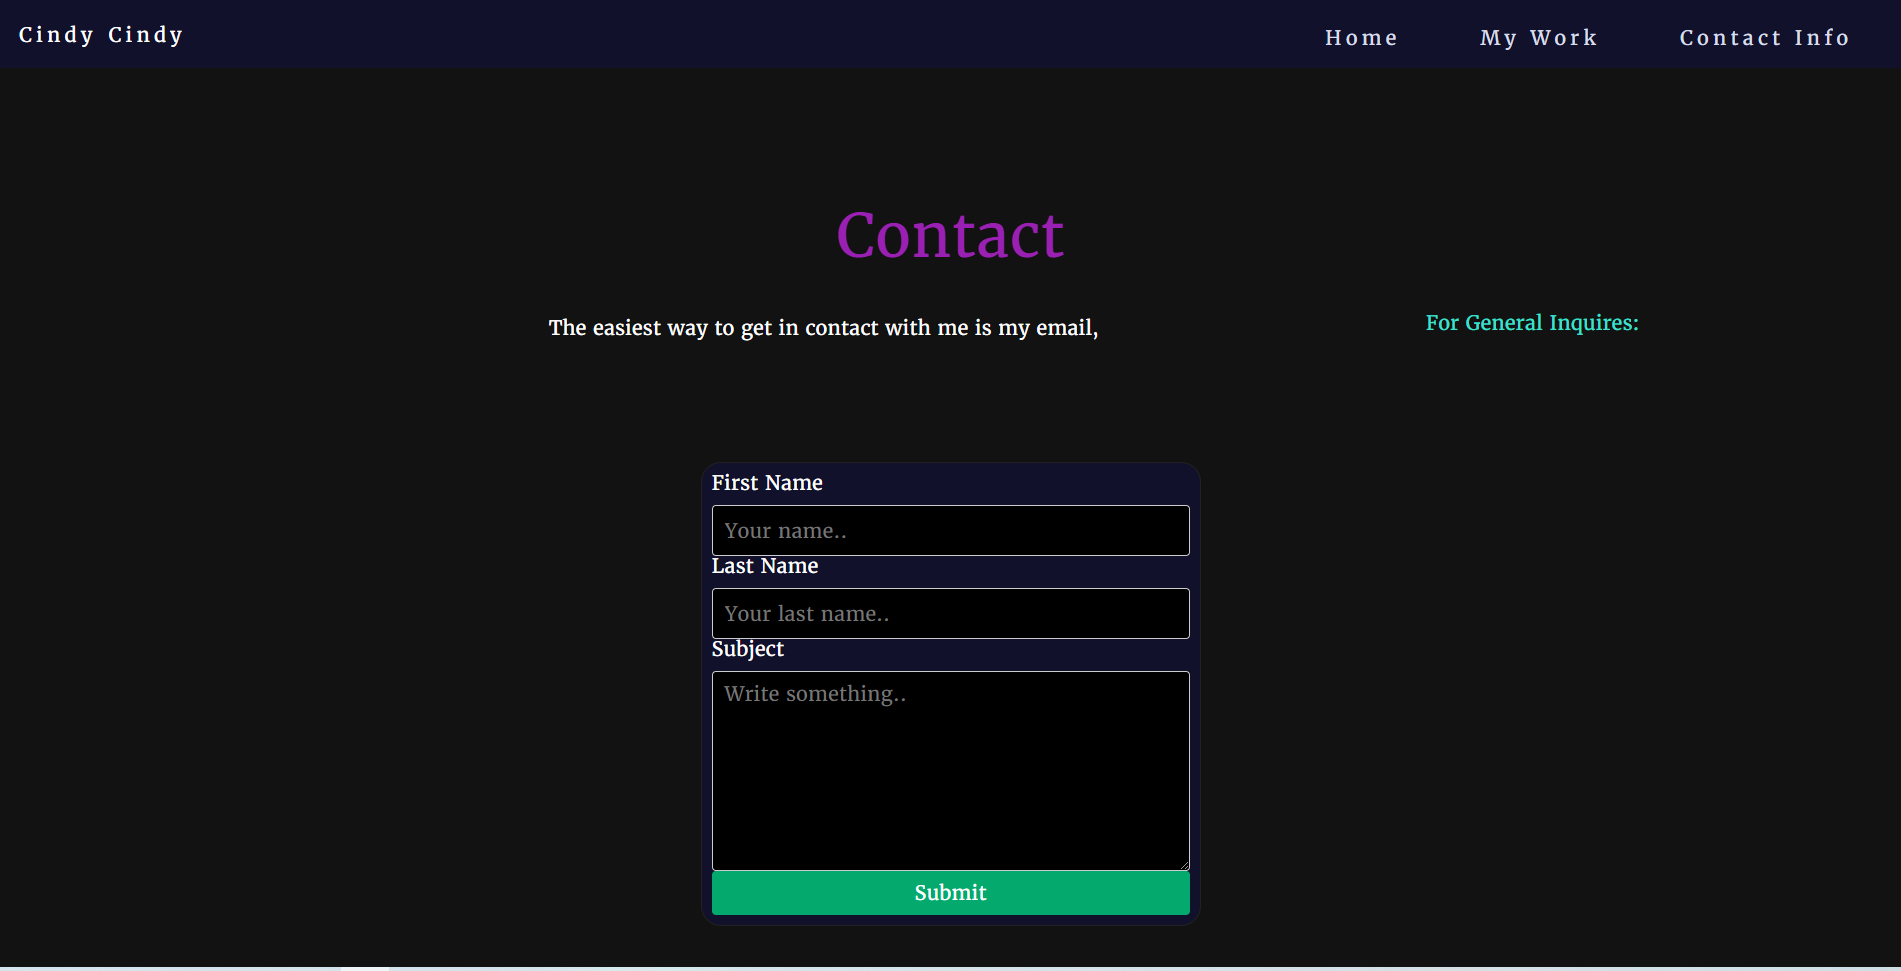 Cindy Cindy
Home My Work Contact Info
Contact
The easiest way to get in contact with me is my email,
For General Inquires:
First Name
Your name..
Last Name
Your last name..
Subject
Write something..
Submit